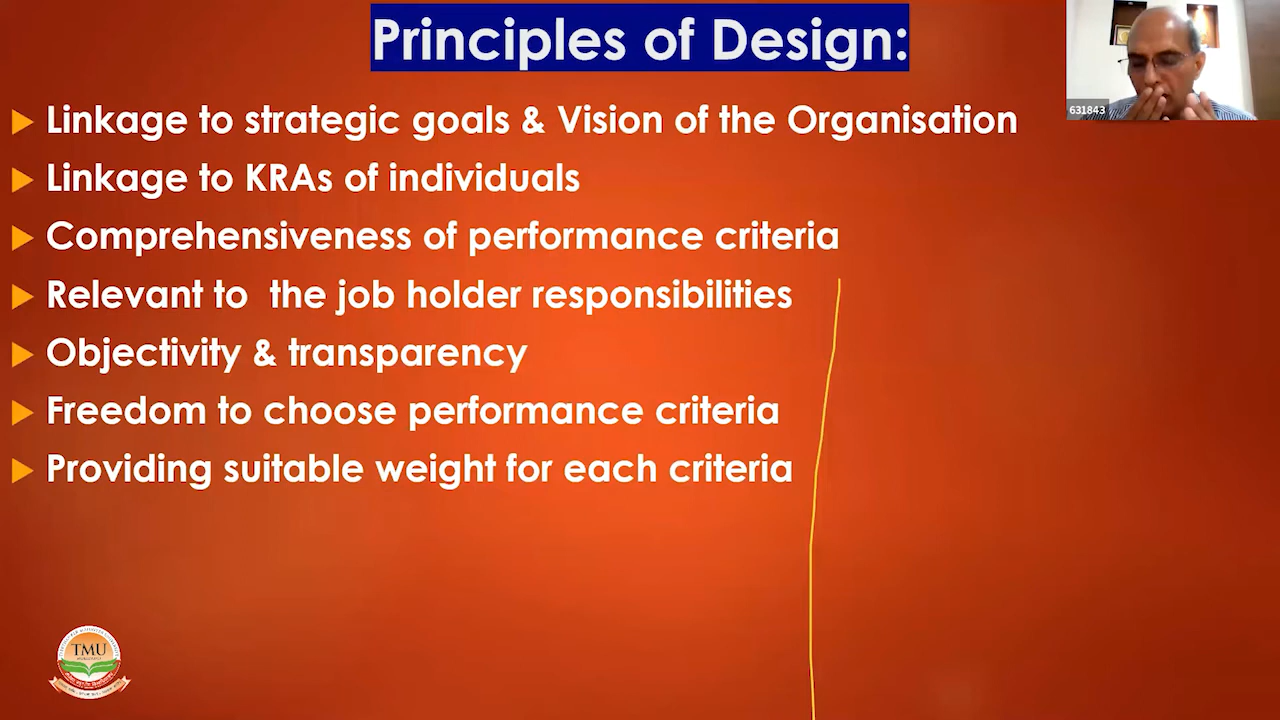 Principles of Design:
631843
Linkage to strategic goals & Vision of the Organisation
Linkage to KRAs of individuals
Comprehensiveness of performance criteria
Relevant to  the job holder responsibilities
Objectivity & transparency
Freedom to choose performance criteria
Providing suitable weight for each criteria
TMU